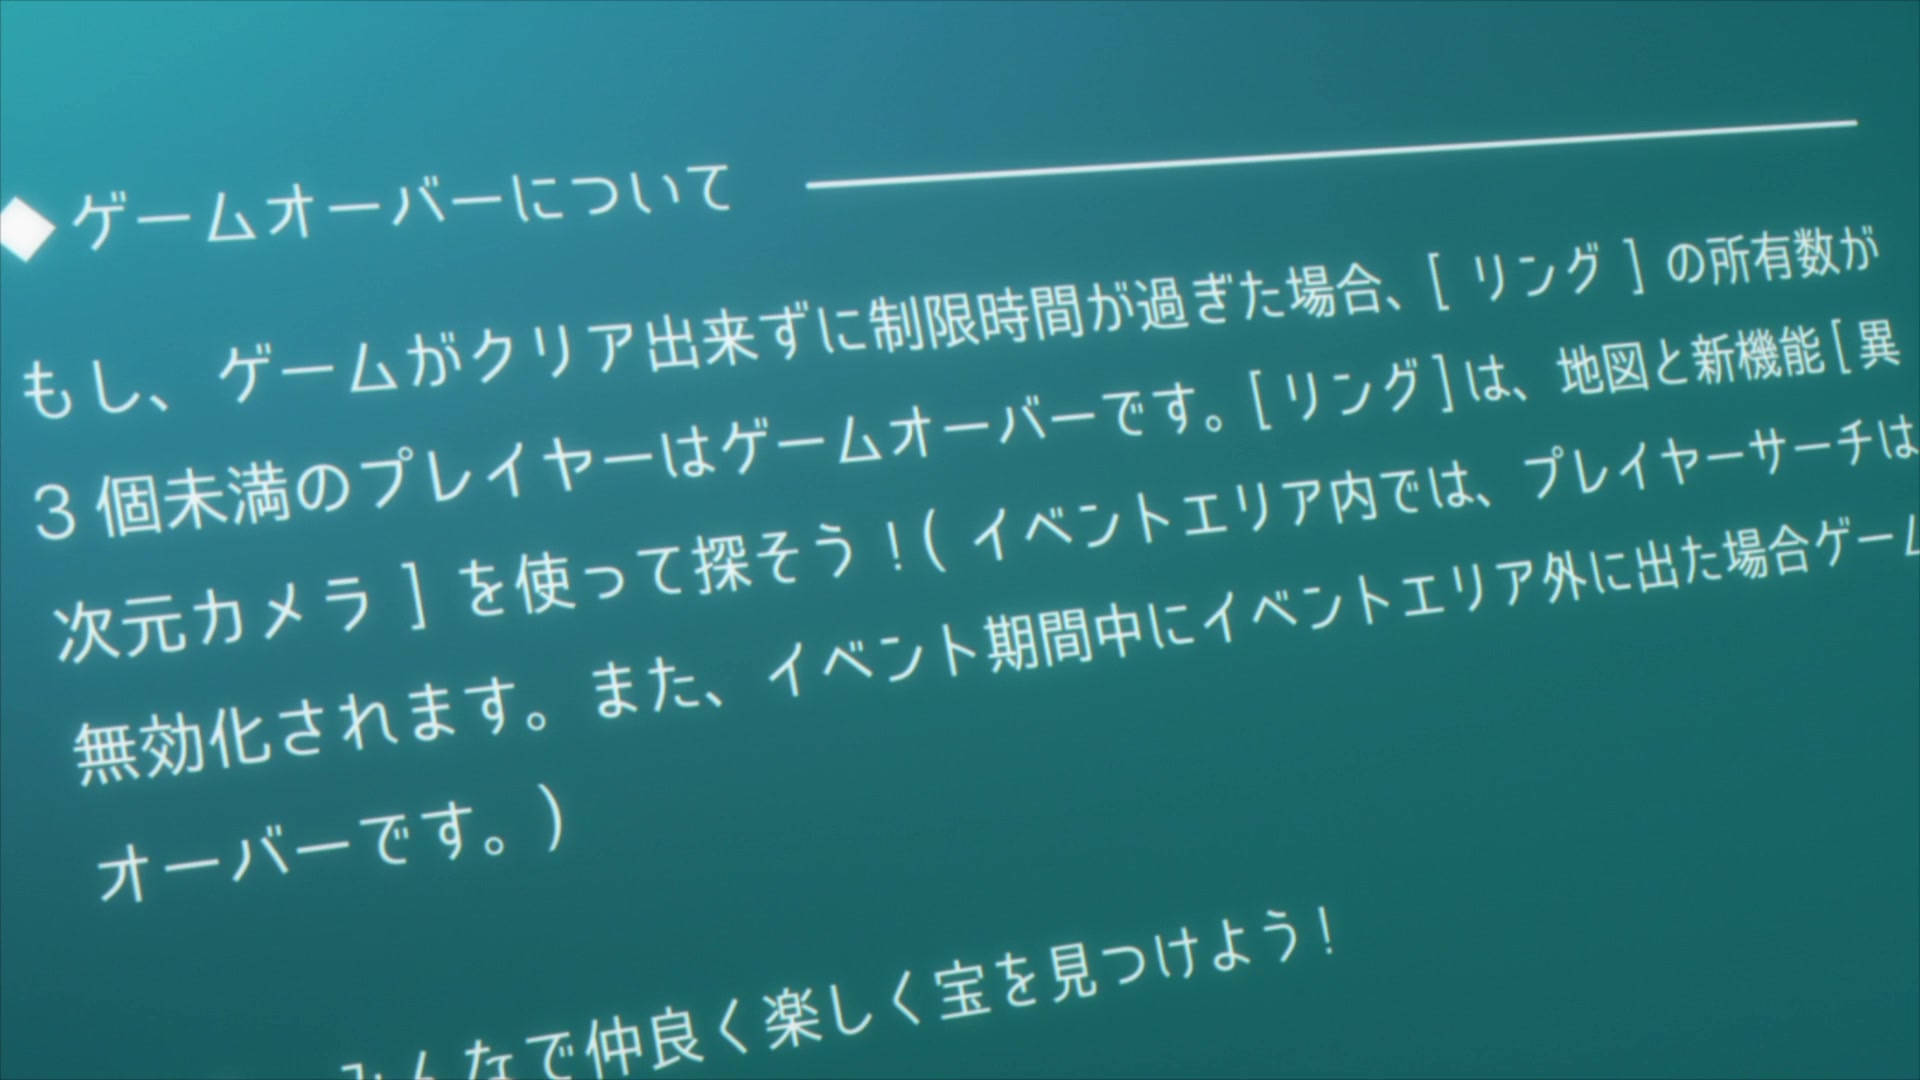 ◆ゲームオーバーについて
もし、ゲームがクリア出来ずに制限時間が過ぎた場合、[リング]の所有数が
3個未満のプレイヤーはゲームオーバーです。[リング]は、地図と新機能[異
次元カメラ]を使って探そう!(イベントエリア内では、プレイヤーサーチは
無効化されます。また、イベント期間中にイベントエリア外に出た場合ゲーム
オーバーです。)
みんなで仲良く楽しく宝を見つけよう!